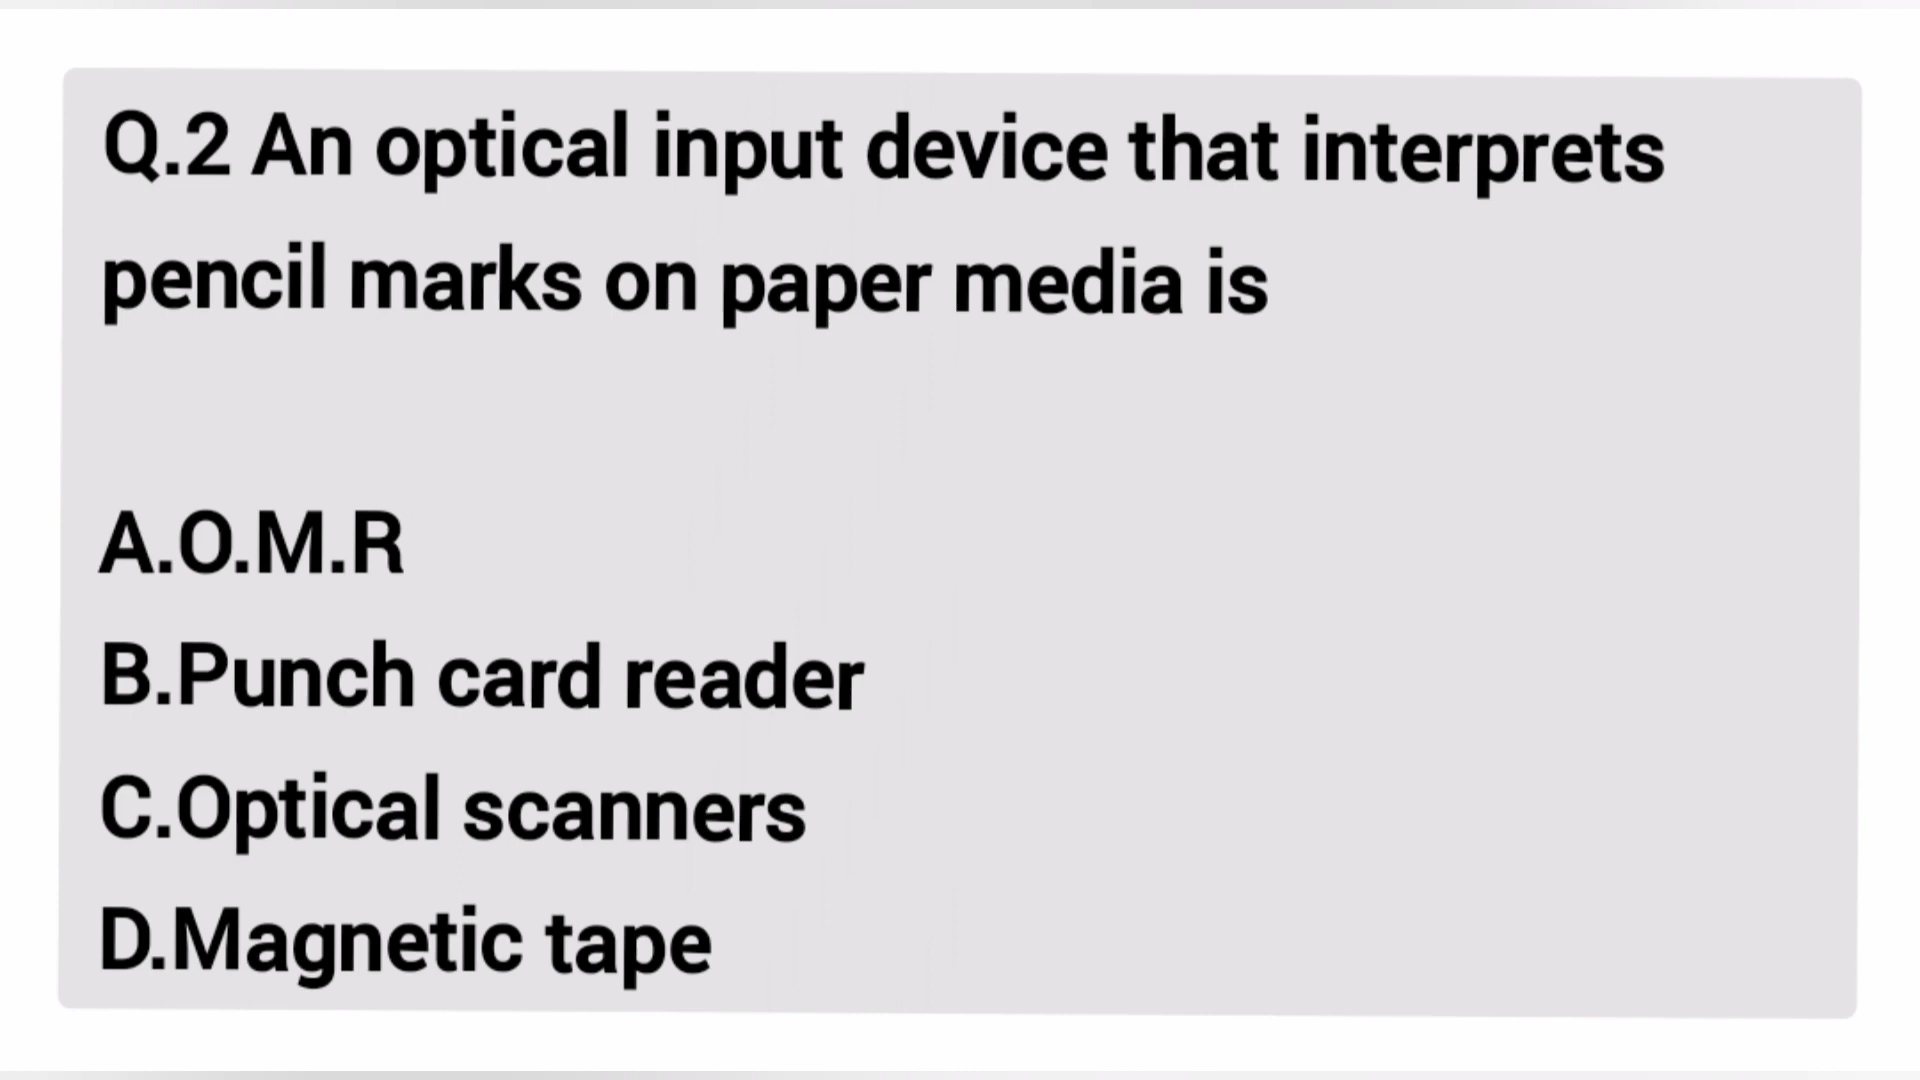 Q.2 An optical input device that interprets
pencil marks on paper media is
A.O.M.R
B.Punch card reader
C.Optical scanners
D.Magnetic tape